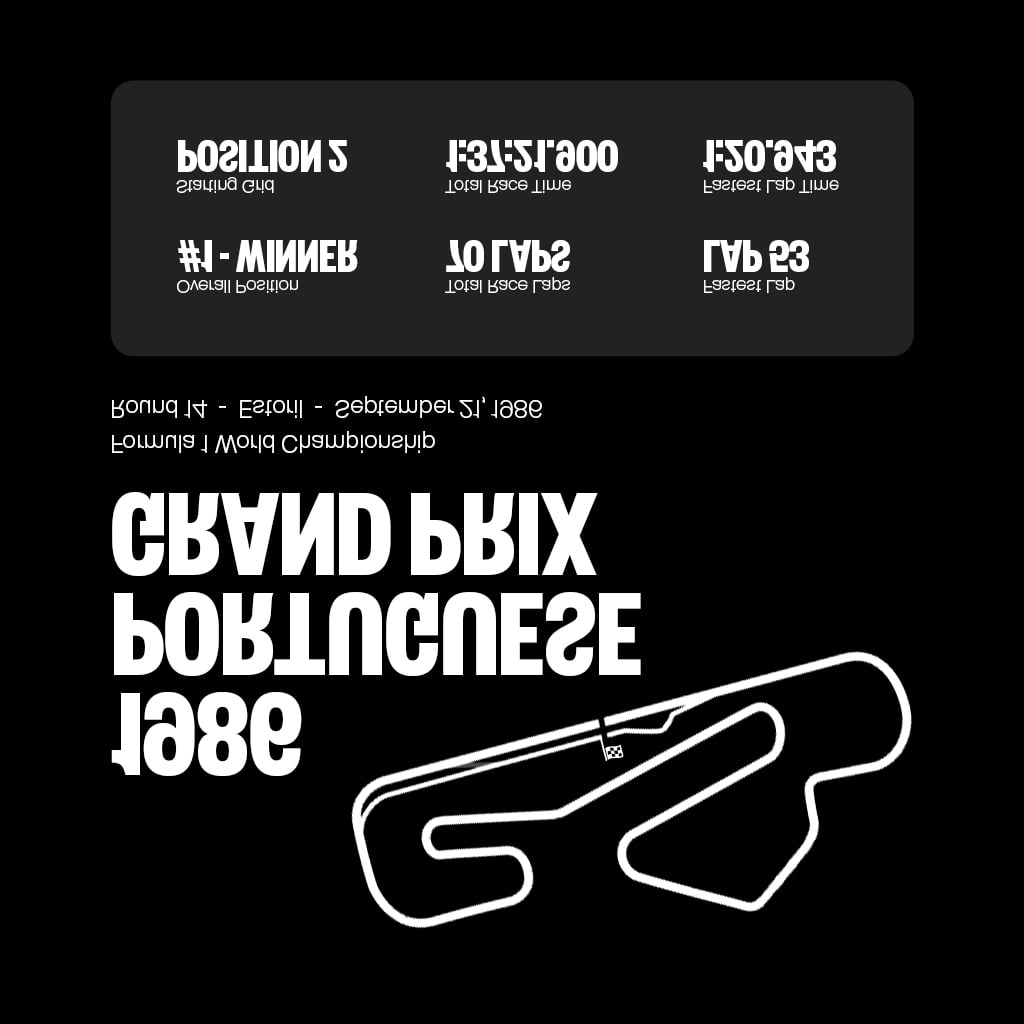 1986
PORTUGUESE
GRAND PRIX
Formula 1 World Championship
Round 14 - Estoril - September 21, 1986
Overall Position
#1 - WINNER
Total Race Laps
70 LAPS
Fastest Lap
LAP 53
Starting Grid
POSITION 2
Total Race Time
1:37:21.900
Fastest Lap Time
1:20.943